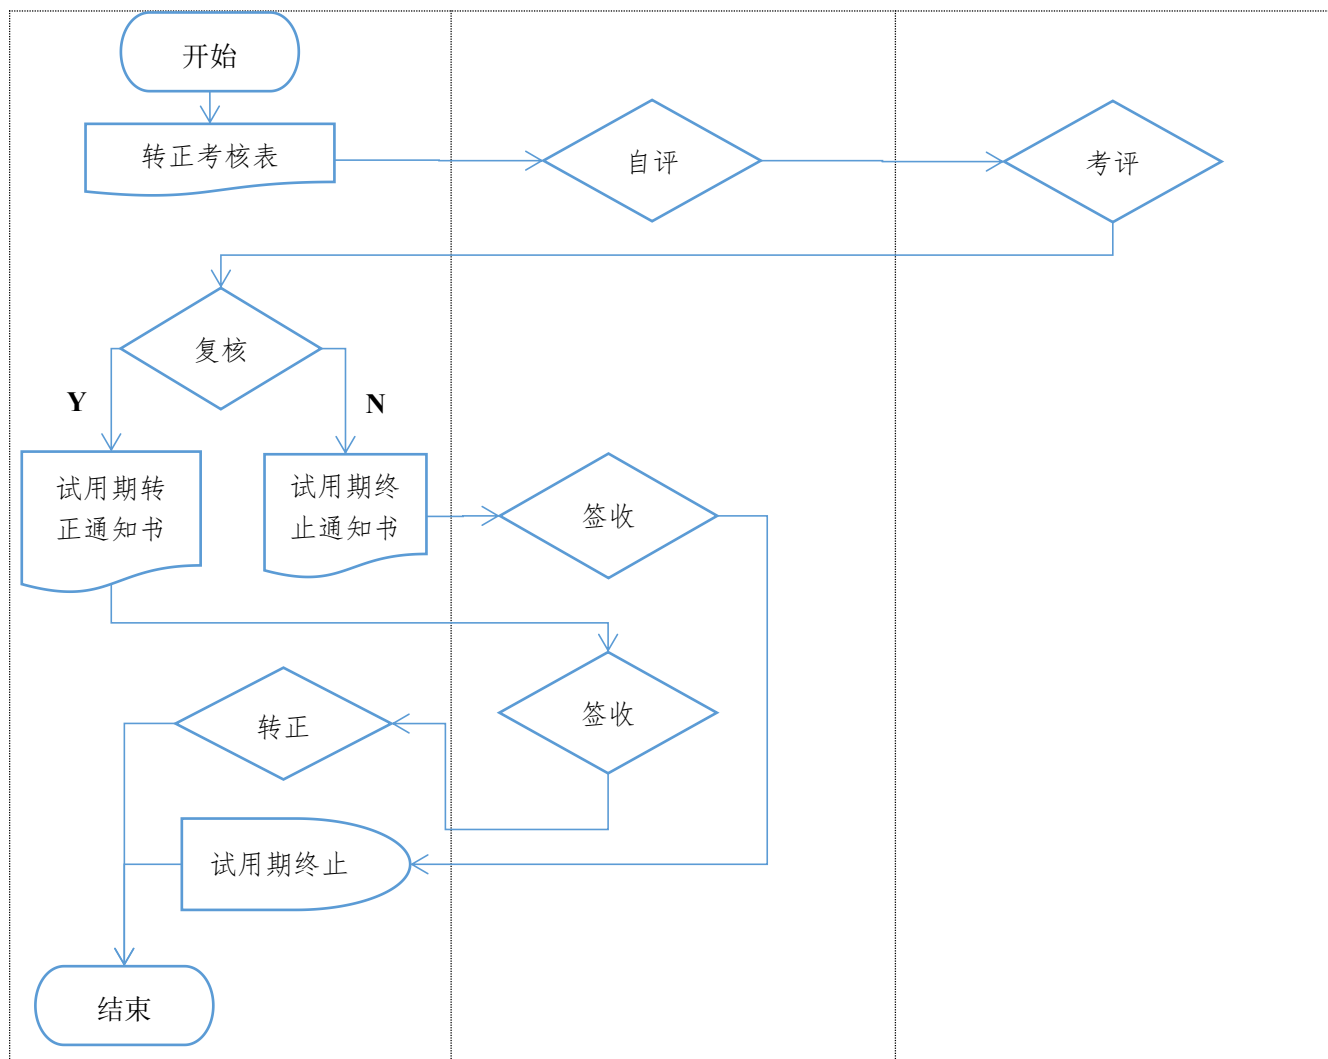 开始
转正考核表
自评
考评
复核
Y
N
试用期转
正通知书
试用期终
止通知书
签收
签收
转正
试用期终止
结束